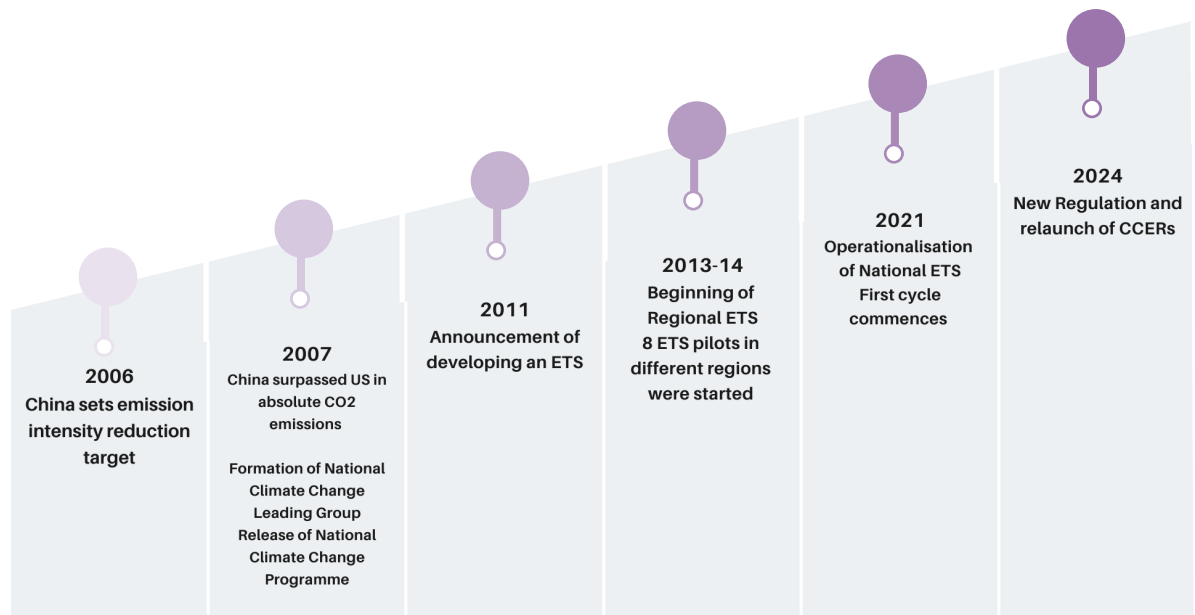 2006
China sets emission
intensity reduction
target
2007
China surpassed US in
absolute CO2
emissions
Formation of National
Climate Change
Leading Group
Release of National
Climate Change
Programme
2011
Announcement of
developing an ETS
2013-14
Beginning of
Regional ETS
8 ETS pilots in
different regions
were started
2021
Operationalisation
of National ETS
First cycle
commences
2024
New Regulation and
relaunch of CCERs